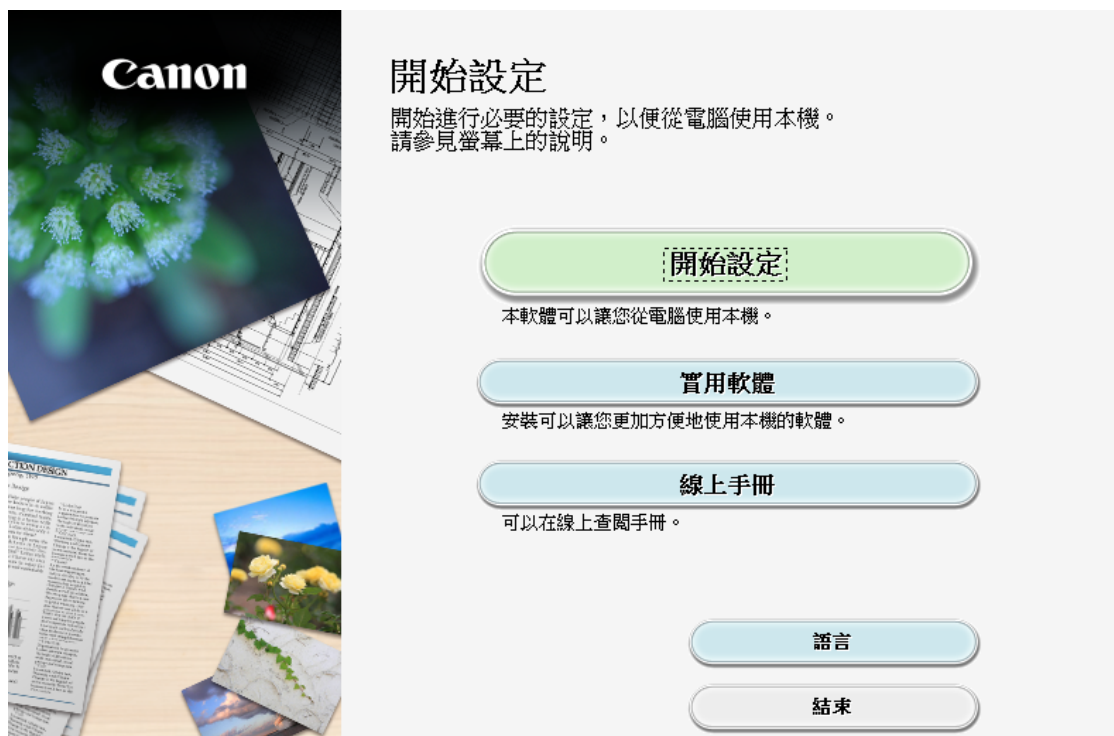 Canon
開始設定
開始進行必要的設定，以便從電腦使用本機。
請參見螢幕上的說明。
開始設定
本軟體可以讓您從電腦使用本機。
實用軟體
安裝可以讓您更加方便地使用本機的軟體。
線上手冊
可以在線上查閱手冊。
語言
結束